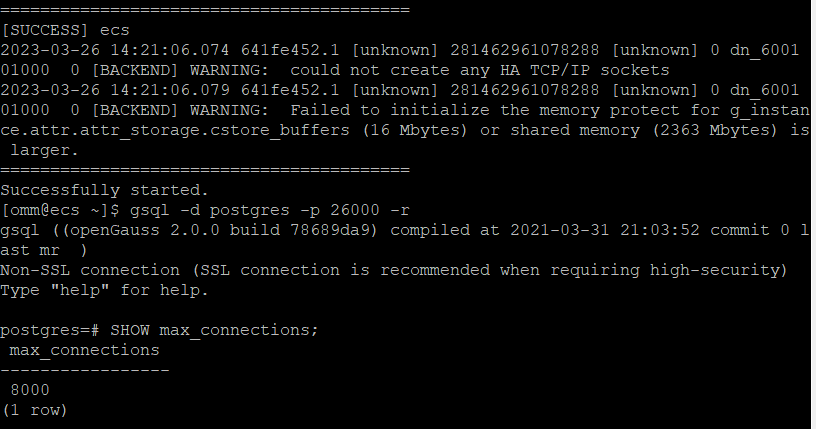 =========================================
[SUCCESS] ecs
2023-03-26 14:21:06.074 641fe452.1 [unknown] 281462961078288 [unknown] 0 dn_6001
01000  0 [BACKEND] WARNING:  could not create any HA TCP/IP sockets
2023-03-26 14:21:06.079 641fe452.1 [unknown] 281462961078288 [unknown] 0 dn_6001
01000  0 [BACKEND] WARNING:  Failed to initialize the memory protect for g_instan
ce.attr.attr_storage.cstore_buffers (16 Mbytes) or shared memory (2363 Mbytes) is
 larger.
=========================================
Successfully started.
[omm@ecs ~]$ gsql -d postgres -p 26000 -r
gsql ((openGauss 2.0.0 build 78689da9) compiled at 2021-03-31 21:03:52 commit 0 l
ast mr  )
Non-SSL connection (SSL connection is recommended when requiring high-security)
Type "help" for help.

postgres=# SHOW max_connections;
 max_connections
-----------------
 8000
(1 row)